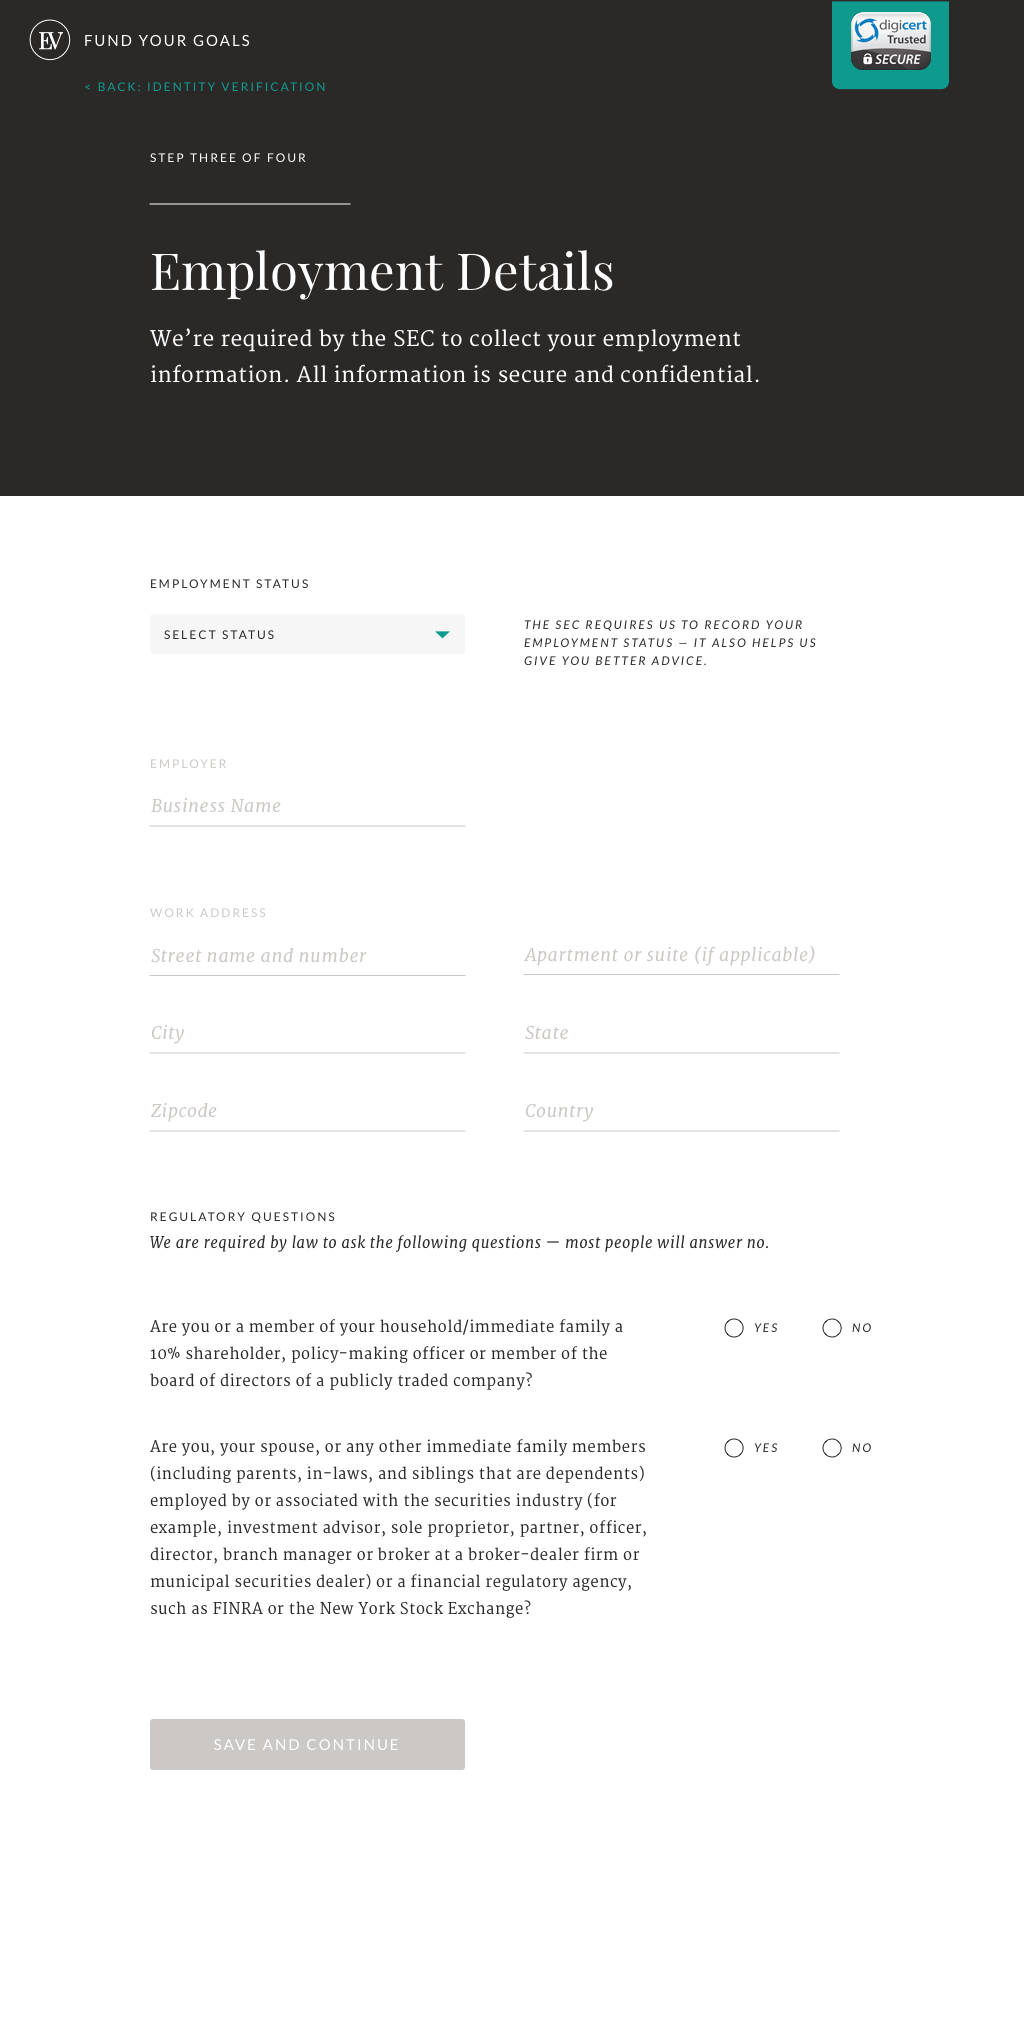 EV FUND YOUR GOALS
digicert
Trusted
SECURE
< BACK: IDENTITY VERIFICATION
STEP THREE OF FOUR
Employment Details
We’re required by the SEC to collect your employment
information. All information is secure and confidential.
EMPLOYMENT STATUS
SELECT STATUS
THE SEC REQUIRES US TO RECORD YOUR
EMPLOYMENT STATUS – IT ALSO HELPS US
GIVE YOU BETTER ADVICE.
EMPLOYER
Business Name
WORK ADDRESS
Street name and number
Apartment or suite (if applicable)
City
State
Zipcode
Country
REGULATORY QUESTIONS
We are required by law to ask the following questions — most people will answer no.
Are you or a member of your household/immediate family a
10% shareholder, policy-making officer or member of the
board of directors of a publicly traded company?
YES
NO
Are you, your spouse, or any other immediate family members
(including parents, in-laws, and siblings that are dependents)
employed by or associated with the securities industry (for
example, investment advisor, sole proprietor, partner, officer,
director, branch manager or broker at a broker-dealer firm or
municipal securities dealer) or a financial regulatory agency,
such as FINRA or the New York Stock Exchange?
YES
NO
SAVE AND CONTINUE